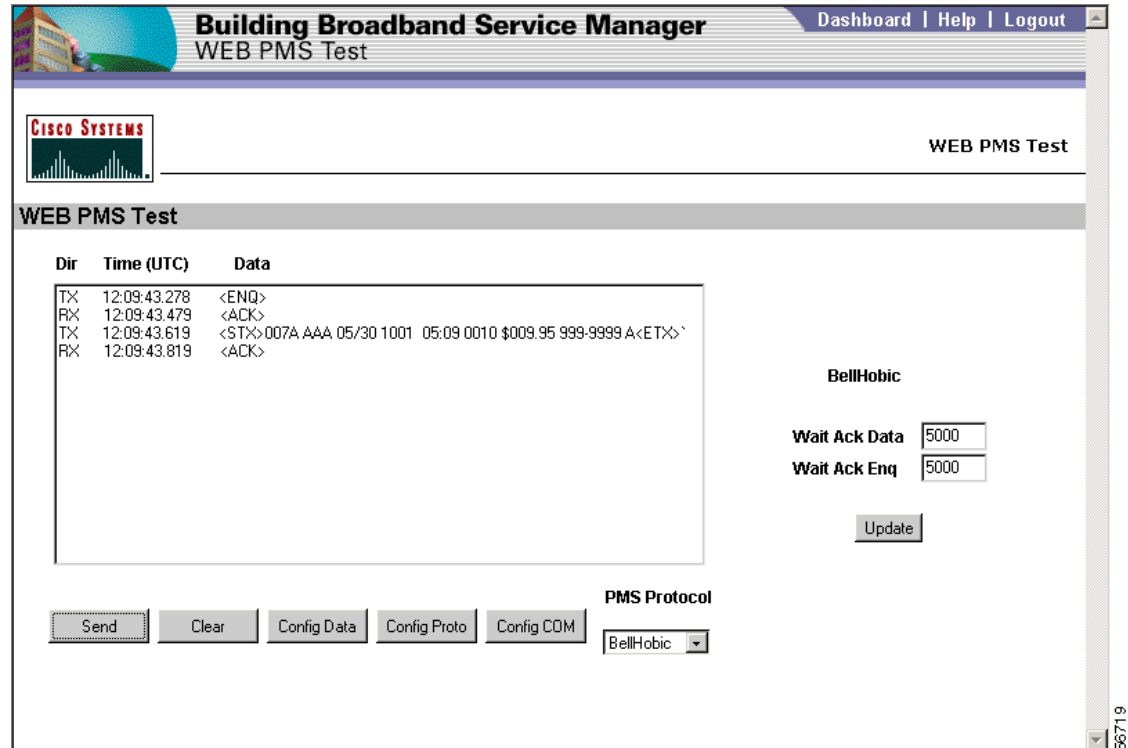 Building Broadband Service Manager
Dashboard | Help | Logout
WEB PMS Test
CISCO SYSTEMS
WEB PMS Test
WEB PMS Test
Dir Time (UTC) Data
TX 12:09:43.278 <ENQ>
RX 12:09:43.479 <ACK>
TX 12:09:43.619 <STX>007A AAA 05/30 1001 05:09 0010 $009.95 999-9999 A<ETX>`
RX 12:09:43.819 <ACK>
BellHobic
Wait Ack Data 5000
Wait Ack Enq 5000
Update
PMS Protocol
Send Clear Config Data Config Proto Config COM BellHobic
56719